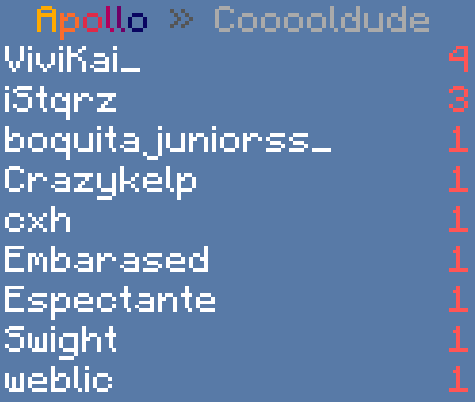 Apollo » Cooooldude
ViviKai_ 4
iStqrz 3
boquita_juniorss_ 1
Crazykelp 1
cxh 1
Embarased 1
Espectante 1
Swight 1
weblic 1